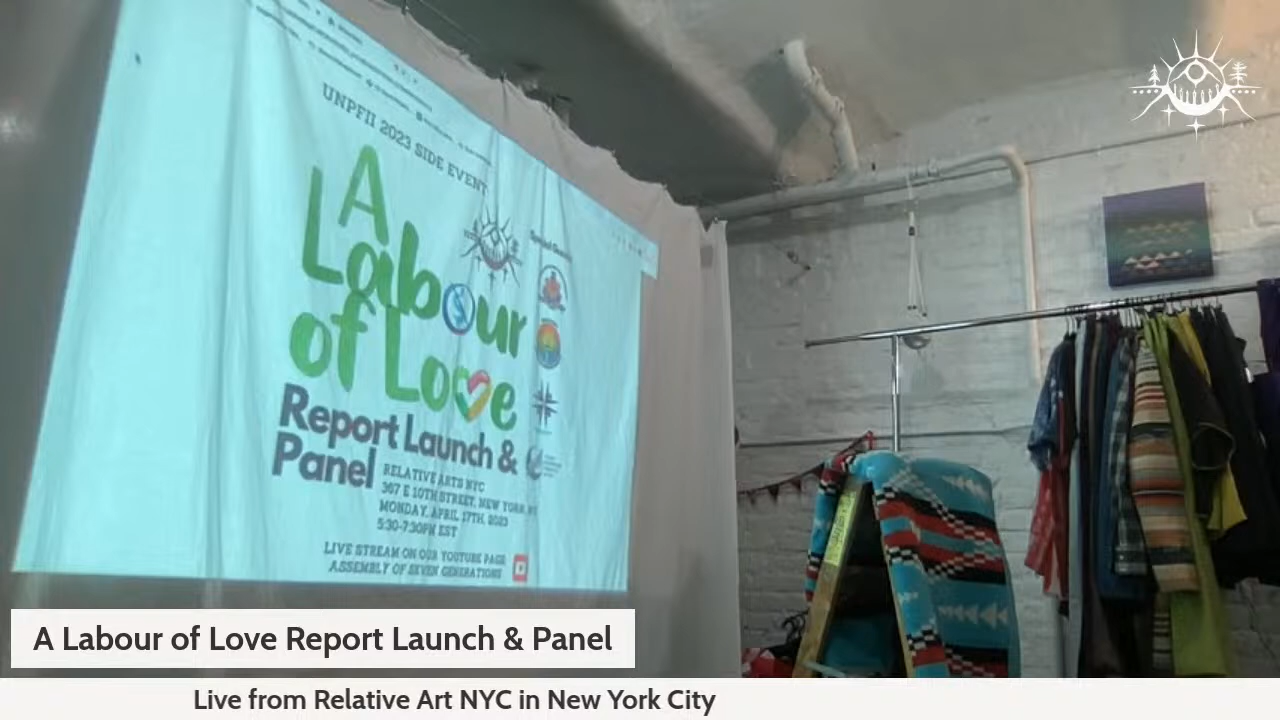 UNPFII 2023 SIDE EVENT
A
Labour
of Love
Report Launch &
Panel
RELATIVE ARTS NYC
367 E 10TH STREET, NEW YORK, NY
MONDAY, APRIL 17TH, 2023
5:30-7:30PM EST
LIVE STREAM ON OUR YOUTUBE PAGE
ASSEMBLY OF SEVEN GENERATIONS
A Labour of Love Report Launch & Panel
Live from Relative Art NYC in New York City